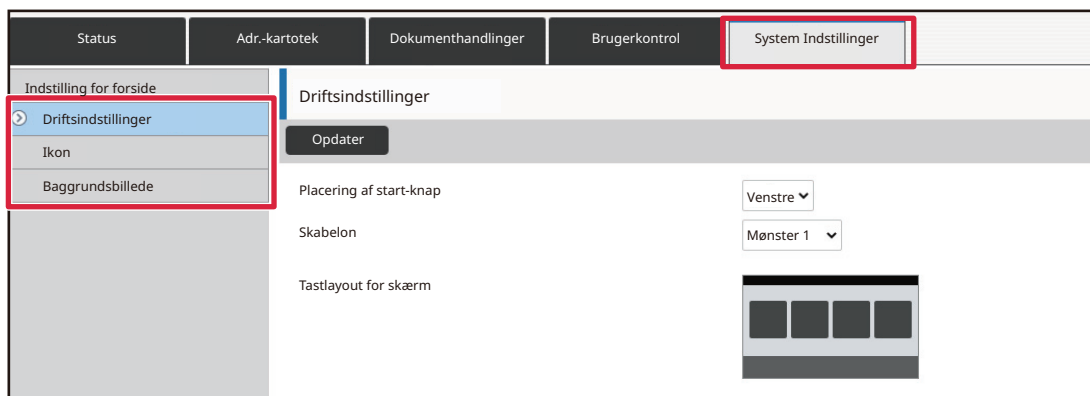 Status
Adr.-kartotek
Dokumenthandlinger
Brugerkontrol
System Indstillinger
Indstilling for forside
Driftsindstillinger
Ikon
Baggrundsbillede
Driftsindstillinger
Opdater
Placering af start-knap
Venstre
Skabelon
Mønster 1
Tastlayout for skærm